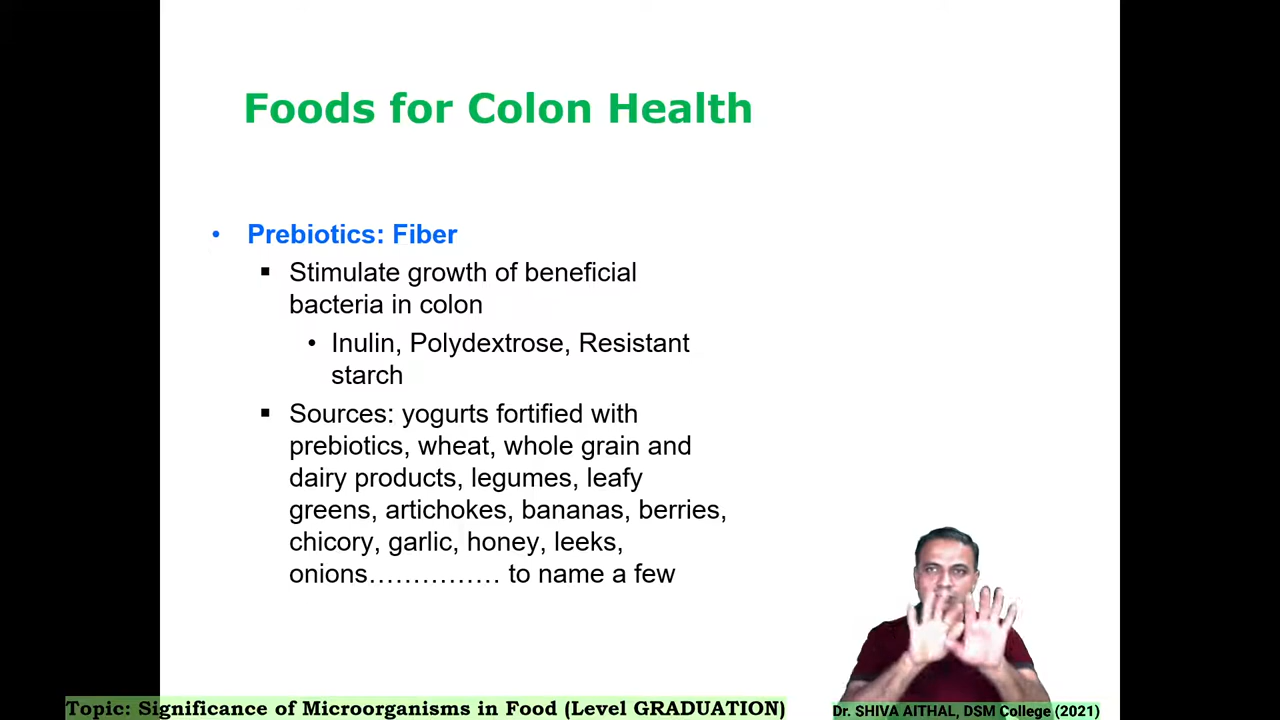 Foods for Colon Health
• Prebiotics: Fiber
▪ Stimulate growth of beneficial
bacteria in colon
• Inulin, Polydextrose, Resistant
starch
▪ Sources: yogurts fortified with
prebiotics, wheat, whole grain and
dairy products, legumes, leafy
greens, artichokes, bananas, berries,
chicory, garlic, honey, leeks,
onions…………… to name a few
Topic: Significance of Microorganisms in Food (Level GRADUATION)
Dr. SHIVA AITHAL, DSM College (2021)